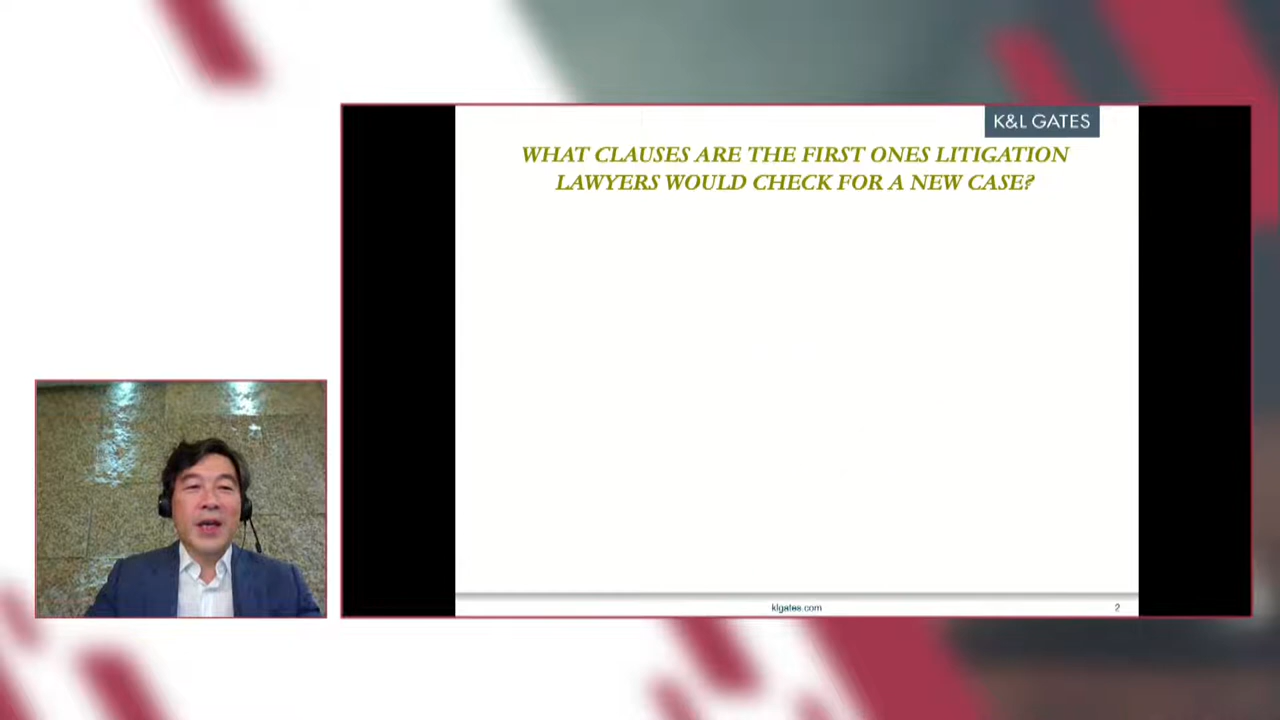 K&L GATES
WHAT CLAUSES ARE THE FIRST ONES LITIGATION
LAWYERS WOULD CHECK FOR A NEW CASE?
klgates.com
2